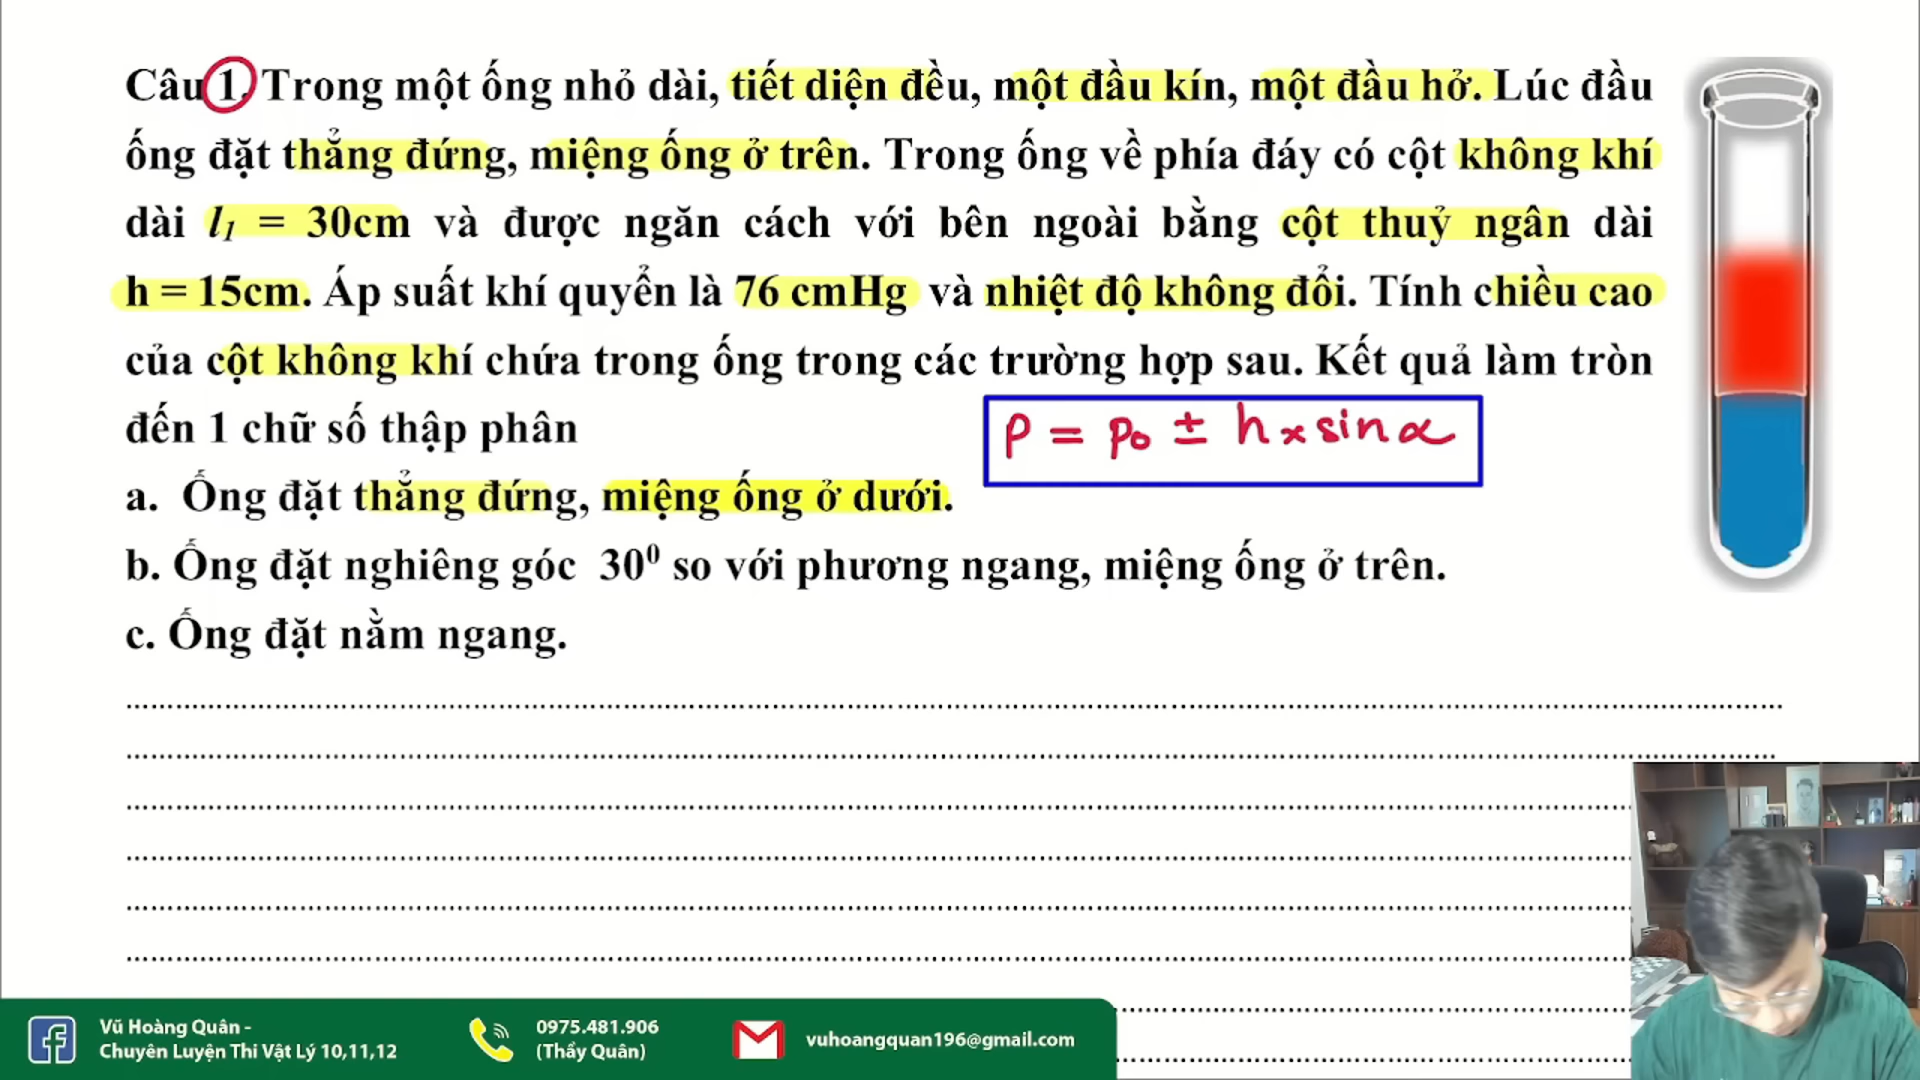 Câu 1. Trong một ống nhỏ dài, tiết diện đều, một đầu kín, một đầu hở. Lúc đầu
ống đặt thẳng đứng, miệng ống ở trên. Trong ống về phía đáy có cột không khí
dài l₁ = 30cm và được ngăn cách với bên ngoài bằng cột thuỷ ngân dài
h = 15cm. Áp suất khí quyển là 76 cmHg và nhiệt độ không đổi. Tính chiều cao
của cột không khí chứa trong ống trong các trường hợp sau. Kết quả làm tròn
đến 1 chữ số thập phân
p = p₀ ± h x sin α
a. Ống đặt thẳng đứng, miệng ống ở dưới.
b. Ống đặt nghiêng góc 30⁰ so với phương ngang, miệng ống ở trên.
c. Ống đặt nằm ngang.
Vũ Hoàng Quân -
Chuyên Luyện Thi Vật Lý 10,11,12
0975.481.906
(Thầy Quân)
vuhoangquan196@gmail.com